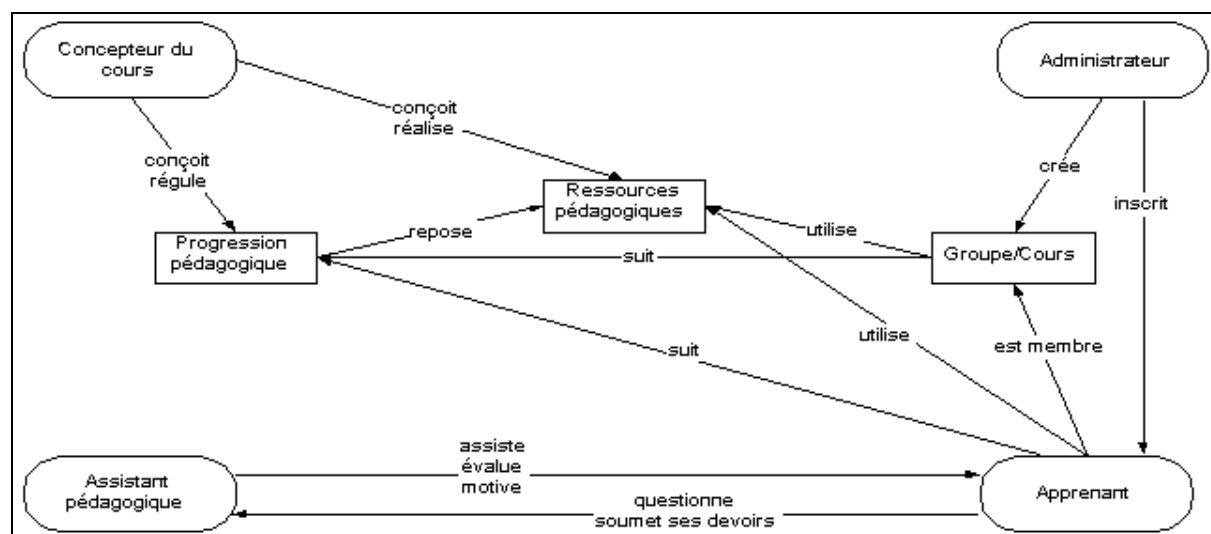 Concepteur du
cours
Administrateur
conçoit
réalise
conçoit
régule
crée
inscrit
Ressources
pédagogiques
repose
utilise
Progression
pédagogique
suit
Groupe/Cours
utilise
est membre
suit
assiste
évalue
motive
Assistant
pédagogique
Apprenant
questionne
soumet ses devoirs